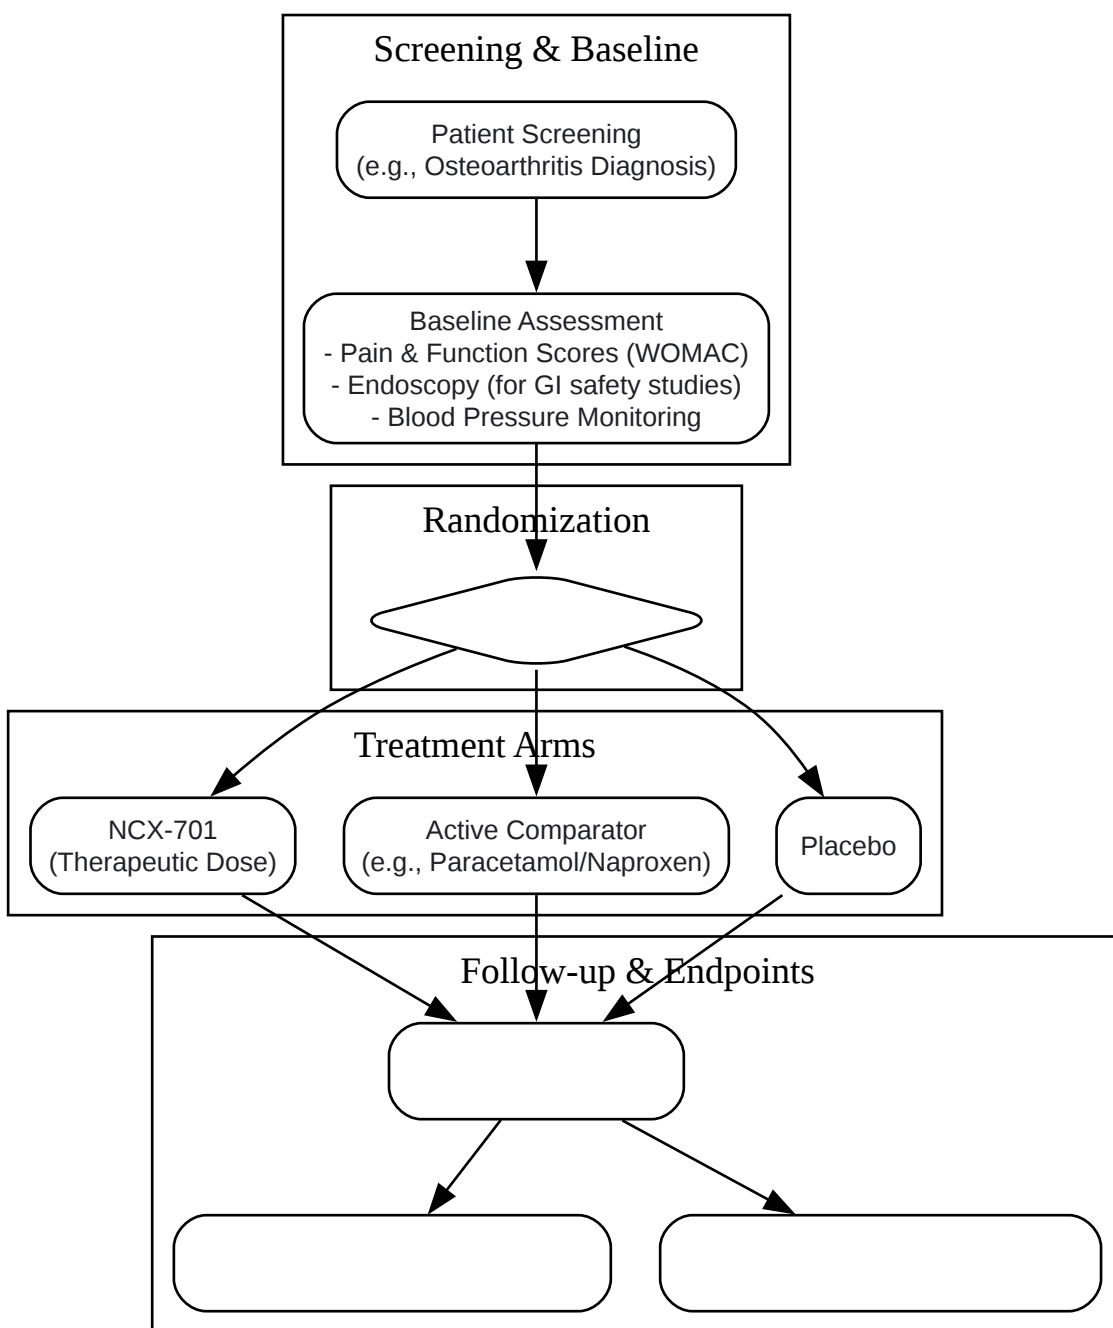 Screening & Baseline
Patient Screening
(e.g., Osteoarthritis Diagnosis)
Baseline Assessment
- Pain & Function Scores (WOMAC)
- Endoscopy (for GI safety studies)
- Blood Pressure Monitoring
Randomization
Treatment Arms
NCX-701
(Therapeutic Dose)
Active Comparator
(e.g., Paracetamol/Naproxen)
Placebo
Follow-up & Endpoints